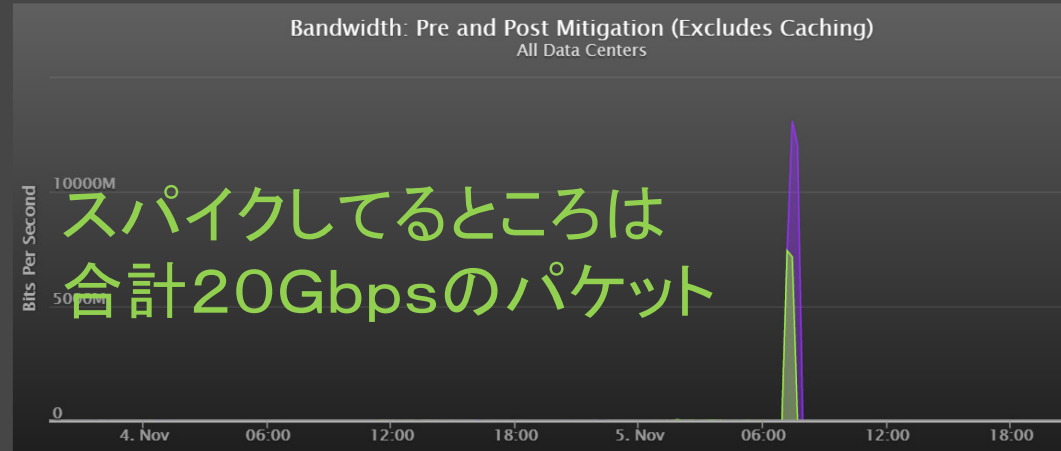 Bandwidth: Pre and Post Mitigation (Excludes Caching)
All Data Centers
Bits Per Second
10000M
スパイクしてるところは
合計20Gbpsのパケット
5000M
0
4. Nov 06:00 12:00 18:00 5. Nov 06:00 12:00 18:00